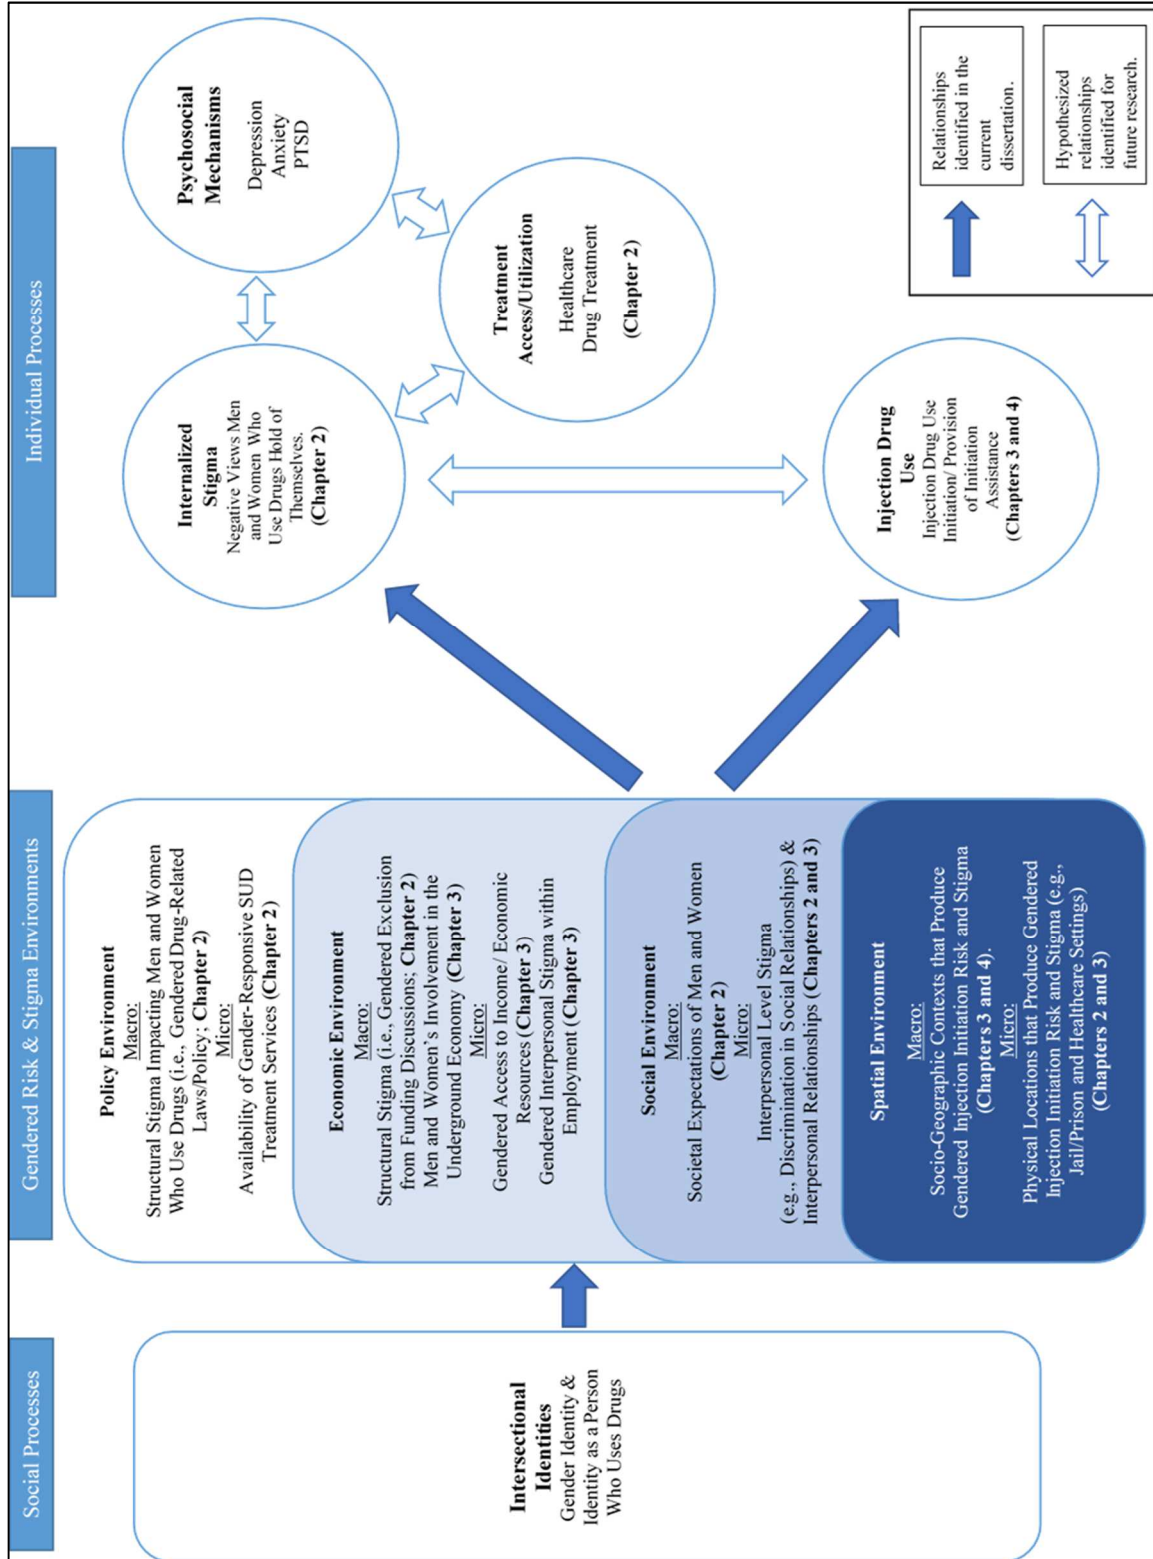 Social Processes
Gendered Risk & Stigma Environments
Individual Processes
Intersectional
Identities
Gender Identity &
Identity as a Person
Who Uses Drugs
Policy Environment
Macro:
Structural Stigma Impacting Men and Women
Who Use Drugs (i.e., Gendered Drug-Related
Laws/Policy; Chapter 2)
Micro:
Availability of Gender-Responsive SUD
Treatment Services (Chapter 2)
Economic Environment
Macro:
Structural Stigma (i.e., Gendered Exclusion
from Funding Discussions; Chapter 2)
Men and Women's Involvement in the
Underground Economy (Chapter 3)
Micro:
Gendered Access to Income/ Economic
Resources (Chapter 3)
Gendered Interpersonal Stigma within
Employment (Chapter 3)
Social Environment
Macro:
Societal Expectations of Men and Women
(Chapter 2)
Micro:
Interpersonal Level Stigma
(e.g., Discrimination in Social Relationships) &
Interpersonal Relationships (Chapters 2 and 3)
Spatial Environment
Macro:
Socio-Geographic Contexts that Produce
Gendered Injection Initiation Risk and Stigma
(Chapters 3 and 4).
Micro:
Physical Locations that Produce Gendered
Injection Initiation Risk and Stigma (e.g.,
Jail/Prison and Healthcare Settings)
(Chapters 2 and 3)
Internalized
Stigma
Negative Views Men
and Women Who
Use Drugs Hold of
Themselves.
(Chapter 2)
Psychosocial
Mechanisms
Depression
Anxiety
PTSD
Treatment
Access/Utilization
Healthcare
Drug Treatment
(Chapter 2)
Injection Drug
Use
Injection Drug Use
Initiation/ Provision
of Initiation
Assistance
(Chapters 3 and 4)
Relationships
identified in the
current
dissertation.
Hypothesized
relationships
identified for
future research.